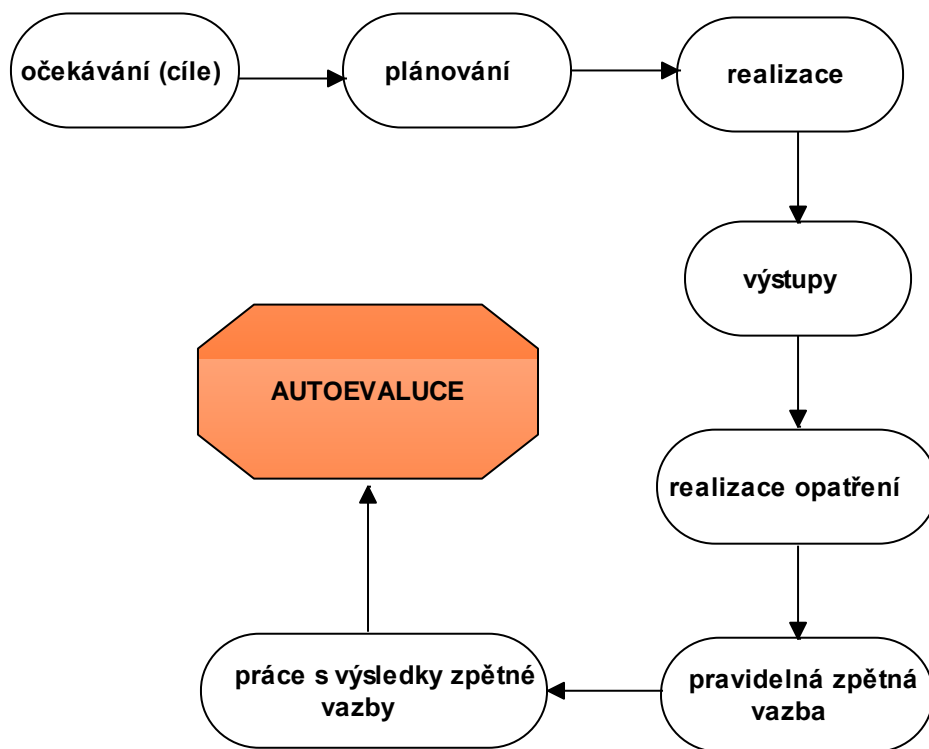 očekávání (cíle)
plánování
realizace
výstupy
realizace opatření
pravidelná zpětná
vazba
práce s výsledky zpětné
vazby
AUTOEVALUCE